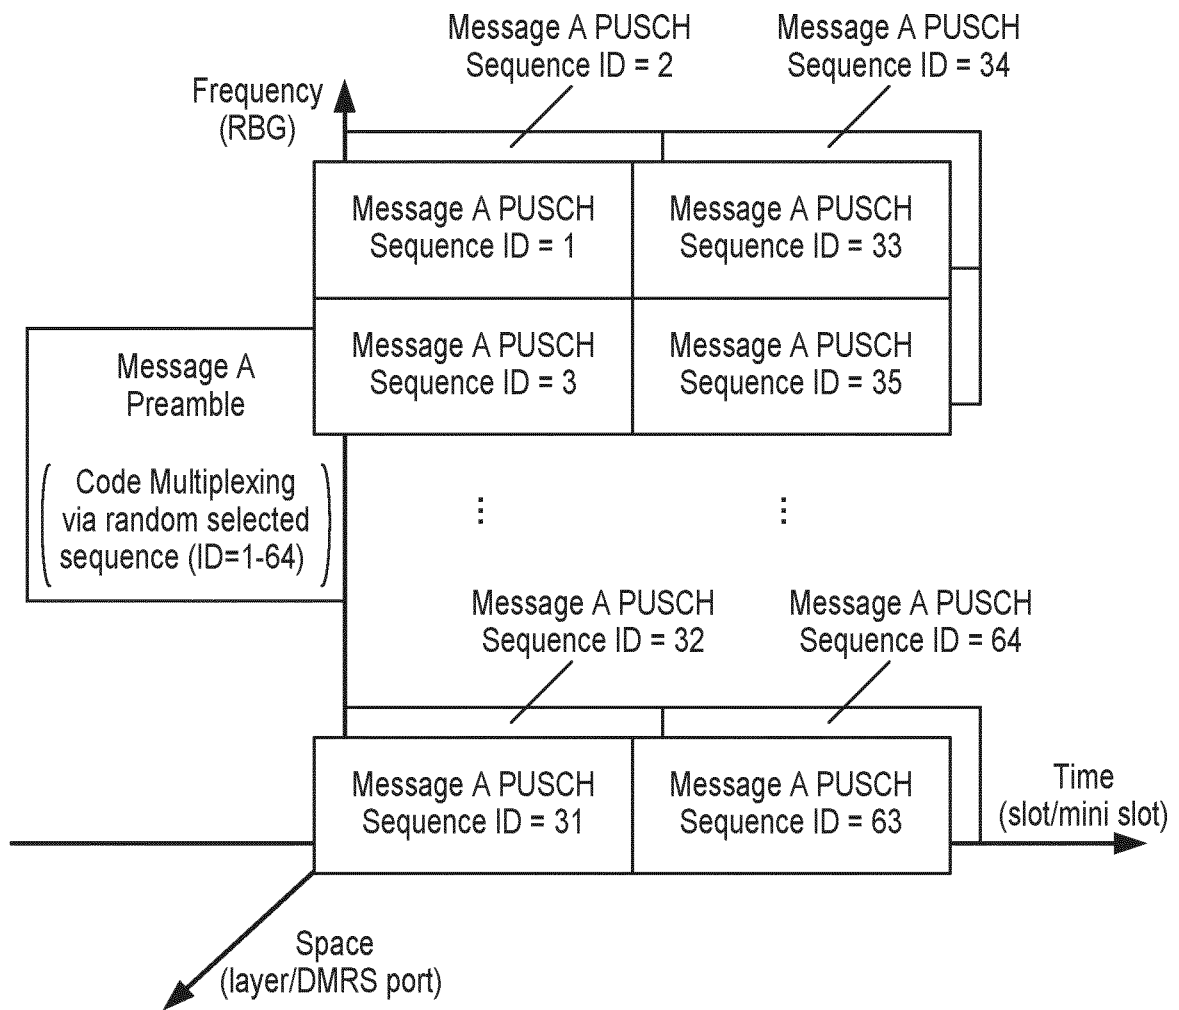 Message A PUSCH
Sequence ID = 2
Message A PUSCH
Sequence ID = 34
Frequency
(RBG)
Message A PUSCH
Sequence ID = 1
Message A PUSCH
Sequence ID = 33
Message A PUSCH
Sequence ID = 3
Message A PUSCH
Sequence ID = 35
Message A
Preamble
(Code Multiplexing
via random selected
sequence (ID=1-64))
⋮
⋮
Message A PUSCH
Sequence ID = 32
Message A PUSCH
Sequence ID = 64
Message A PUSCH
Sequence ID = 31
Message A PUSCH
Sequence ID = 63
Time
(slot/mini slot)
Space
(layer/DMRS port)